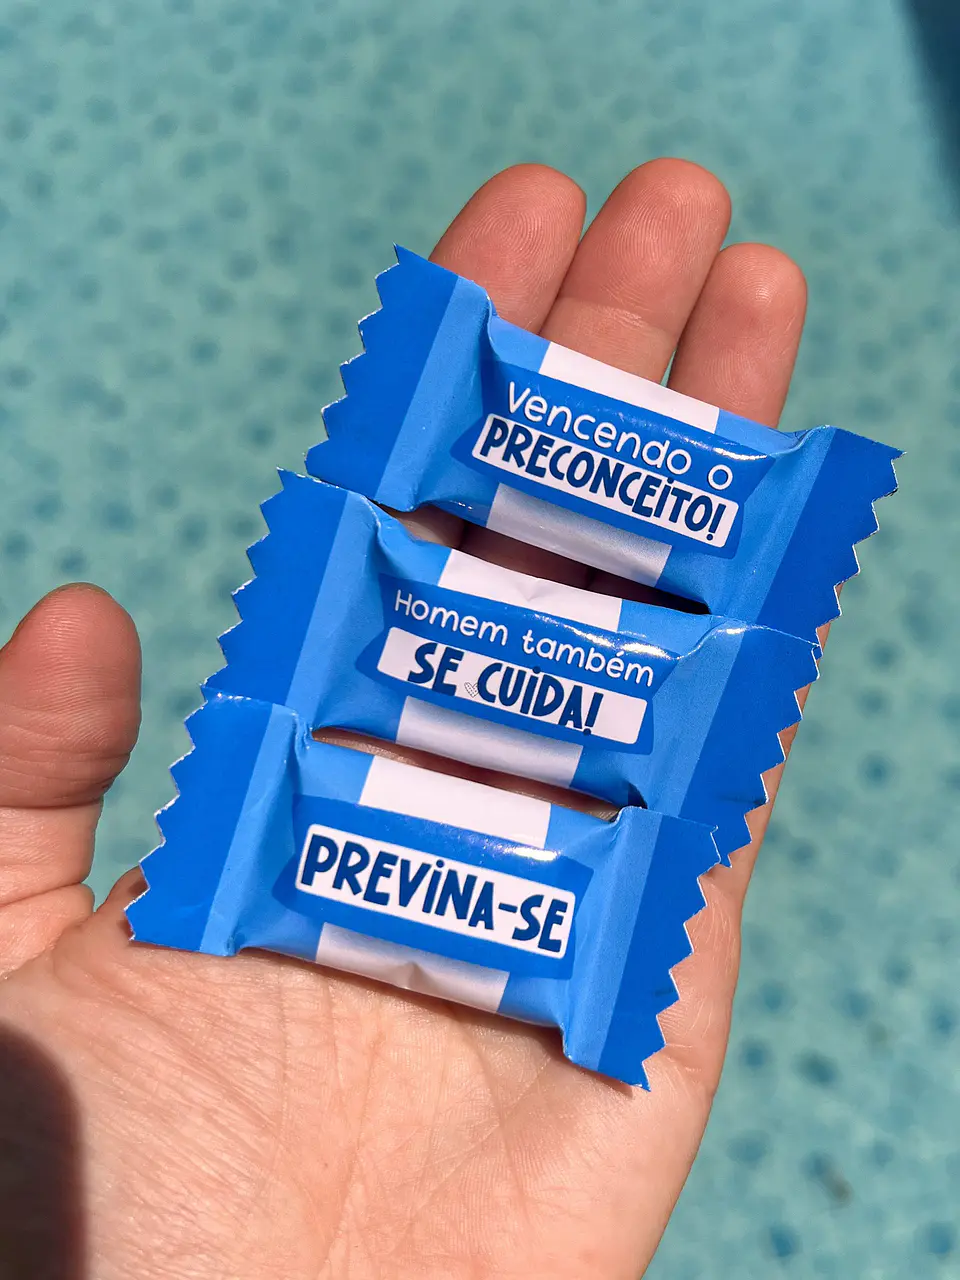 Vencendo o
PRECONCEITO!
Homem também
SE CUIDA!
PREVINA-SE